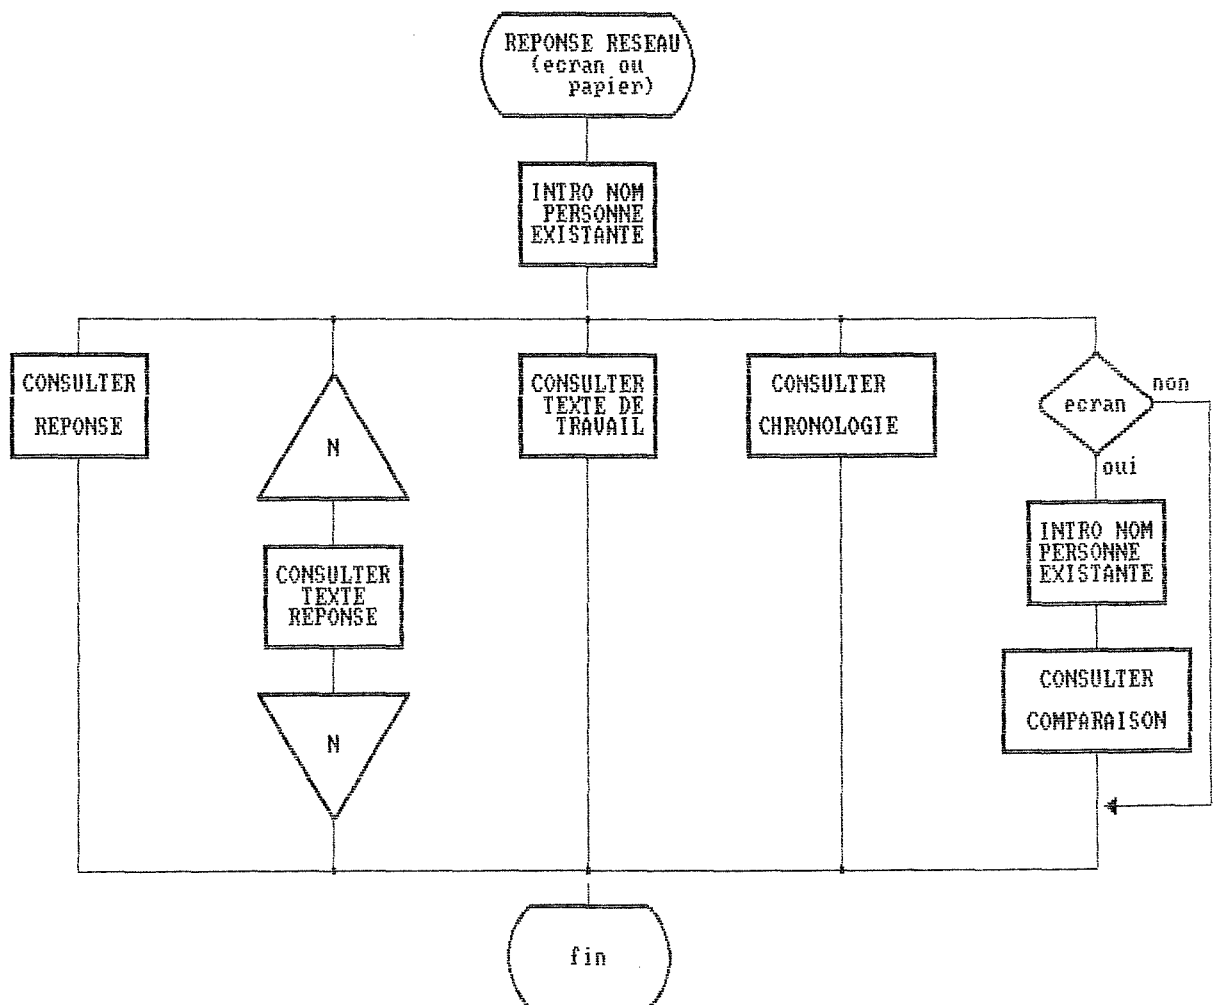 REPONSE RESEAU
(ecran ou
papier)
INTRO NOM
PERSONNE
EXISTANTE
CONSULTER
REPONSE
N
CONSULTER
TEXTE
REPONSE
N
CONSULTER
TEXTE DE
TRAVAIL
CONSULTER
CHRONOLOGIE
ecran
non
oui
INTRO NOM
PERSONNE
EXISTANTE
CONSULTER
COMPARAISON
fin